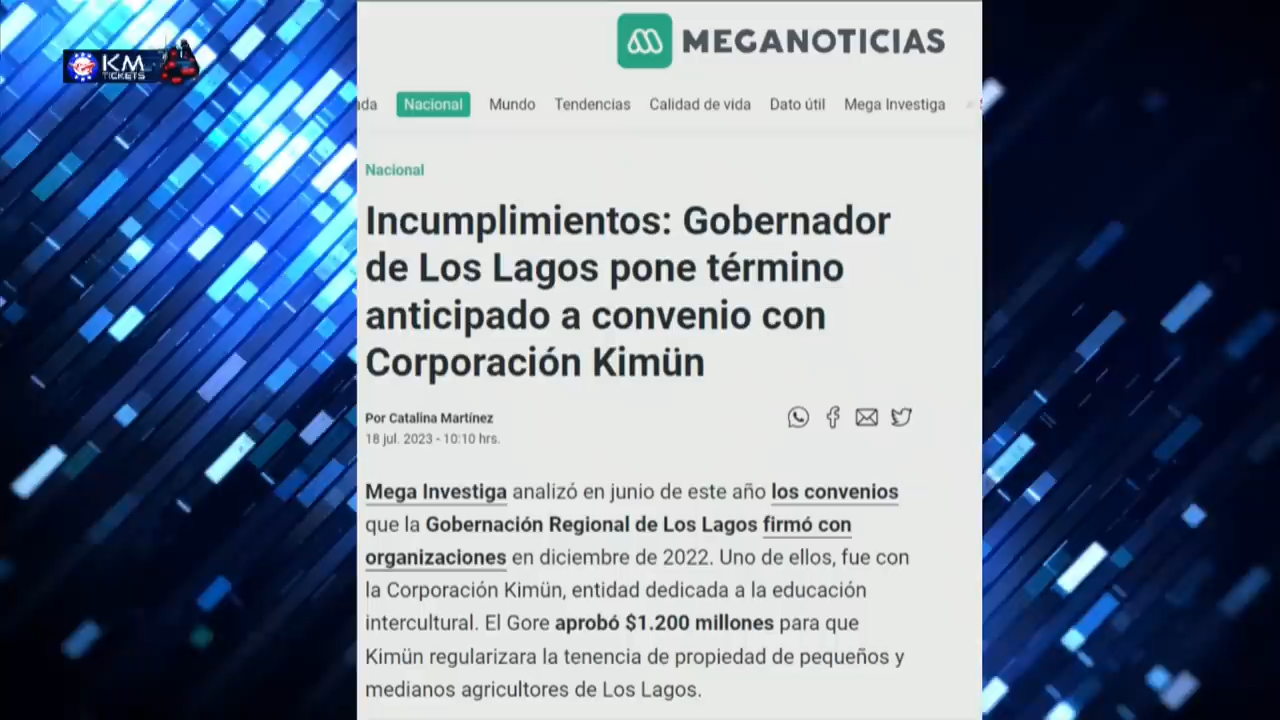 KM
TICKETS
MEGANOTICIAS
da Nacional Mundo Tendencias Calidad de vida Dato útil Mega Investiga
Nacional
Incumplimientos: Gobernador
de Los Lagos pone término
anticipado a convenio con
Corporación Kimün
Por Catalina Martínez
18 jul. 2023 - 10:10 hrs.
Mega Investiga analizó en junio de este año los convenios
que la Gobernación Regional de Los Lagos firmó con
organizaciones en diciembre de 2022. Uno de ellos, fue con
la Corporación Kimün, entidad dedicada a la educación
intercultural. El Gore aprobó $1.200 millones para que
Kimün regularizara la tenencia de propiedad de pequeños y
medianos agricultores de Los Lagos.